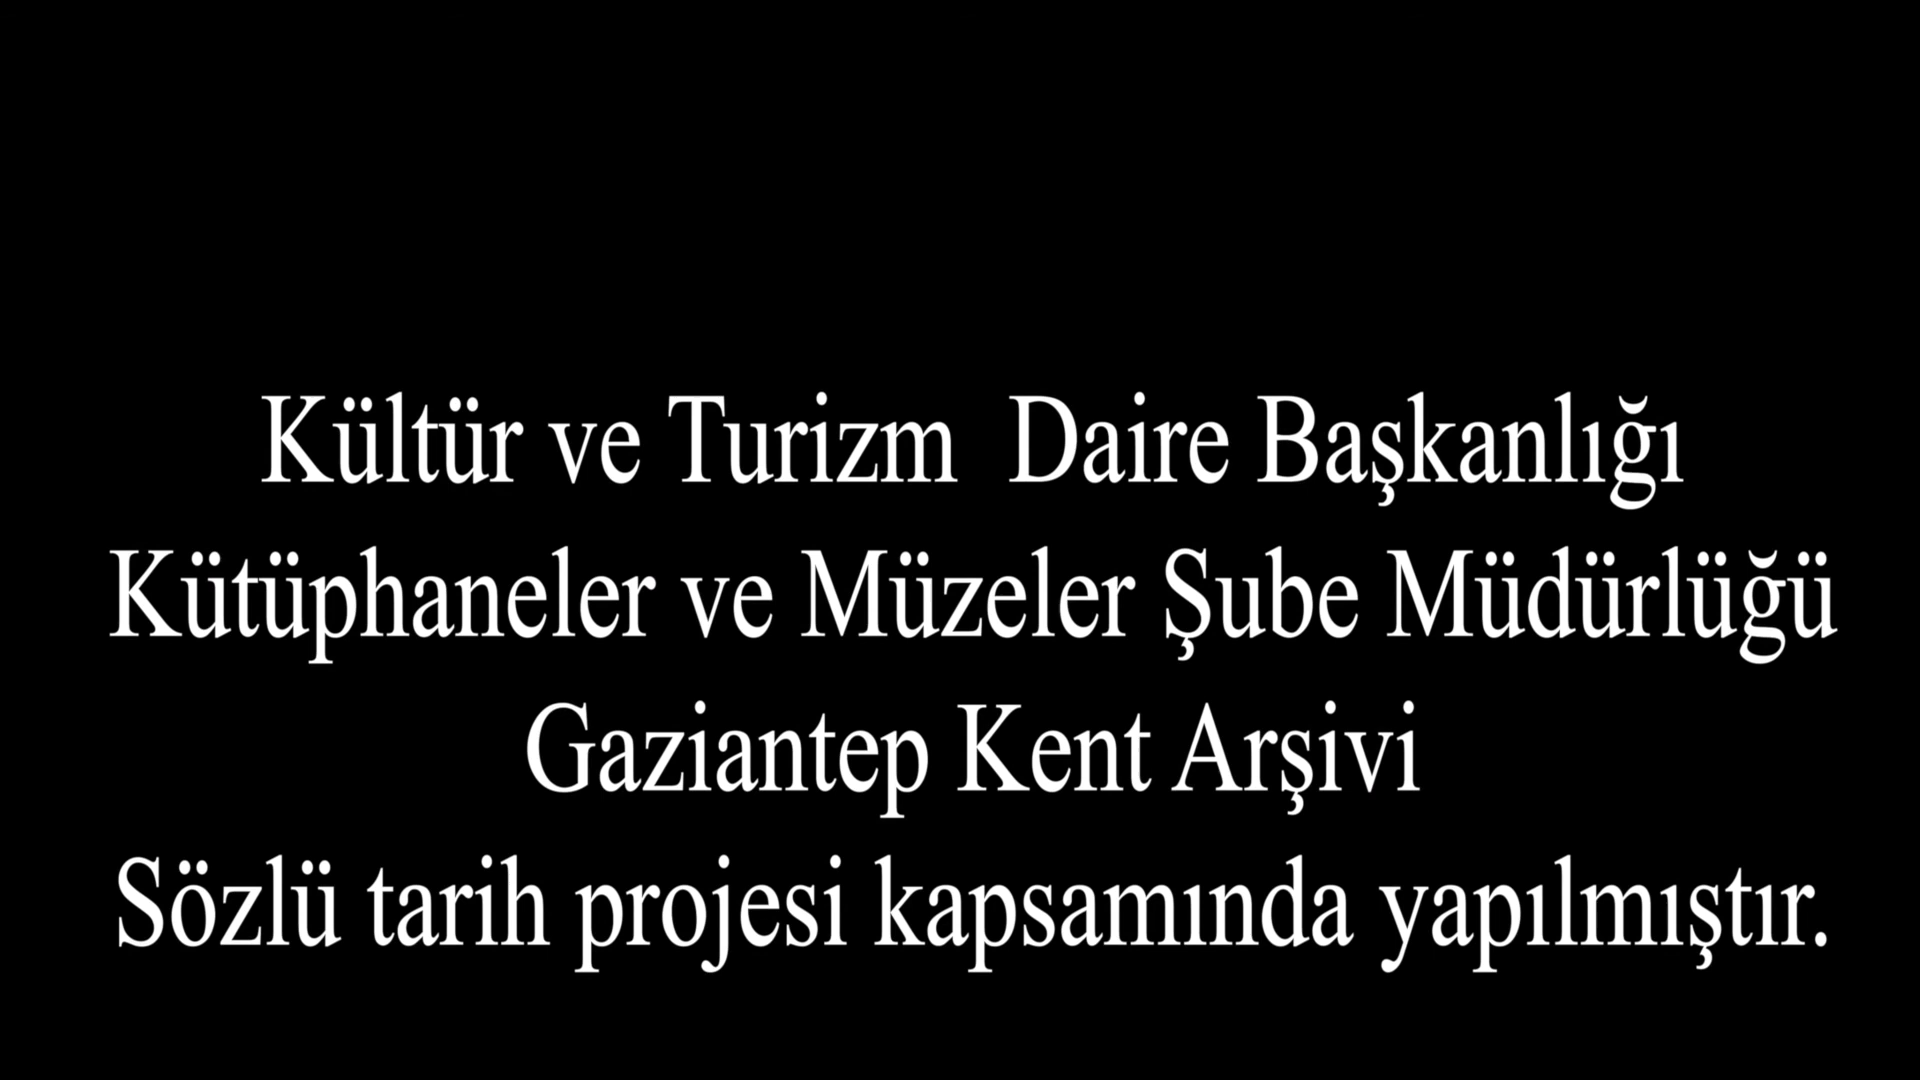 Kültür ve Turizm  Daire Başkanlığı
Kütüphaneler ve Müzeler Şube Müdürlüğü
Gaziantep Kent Arşivi
Sözlü tarih projesi kapsamında yapılmıştır.